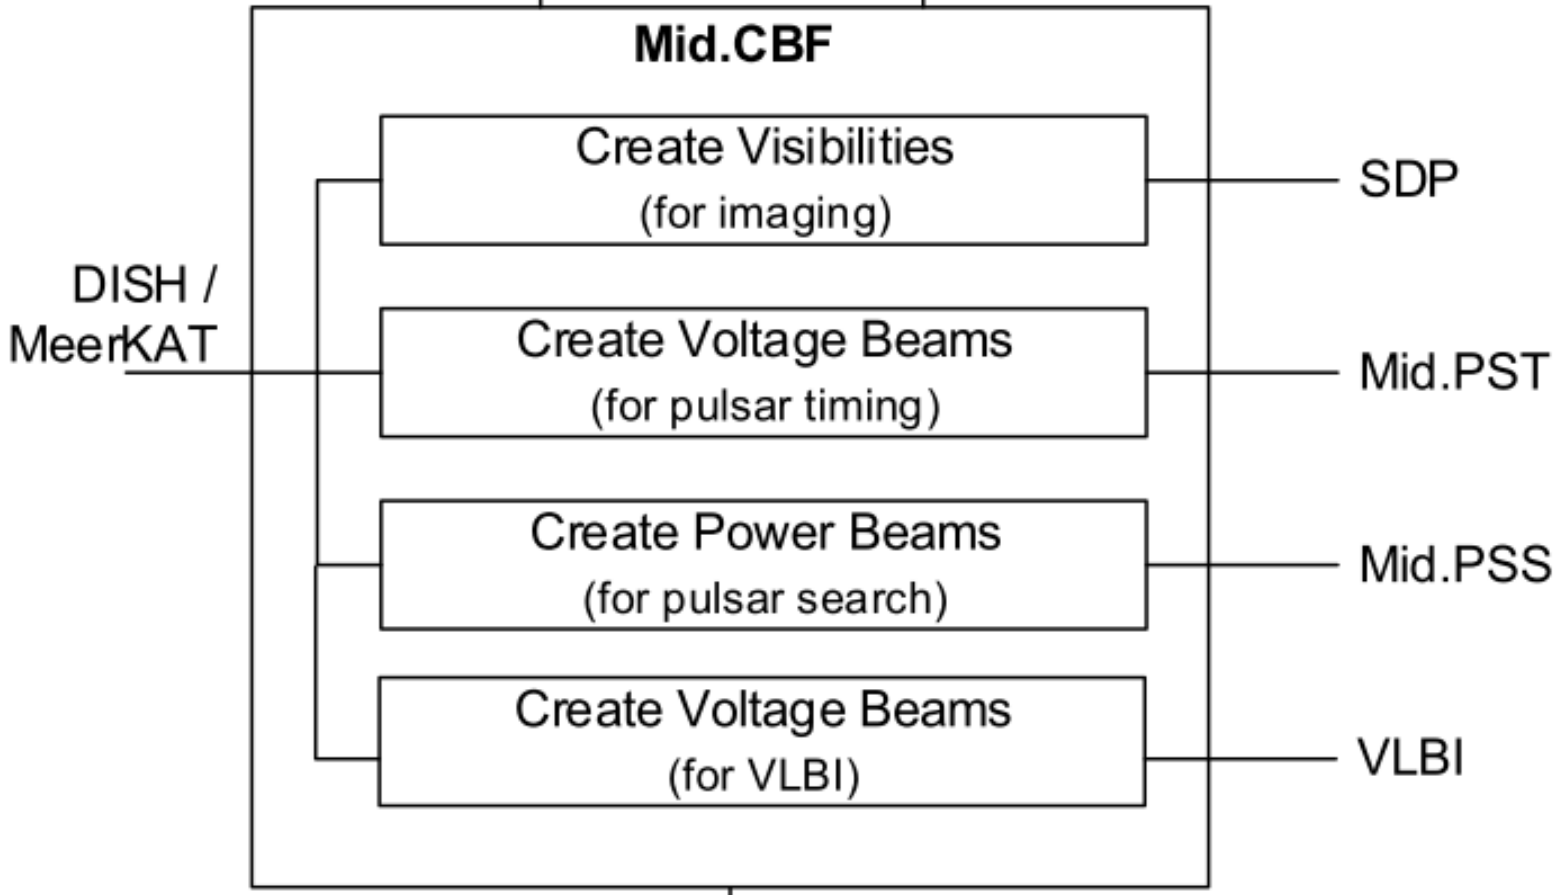 Mid.CBF
Create Visibilities
(for imaging)
SDP
DISH /
MeerKAT
Create Voltage Beams
(for pulsar timing)
Mid.PST
Create Power Beams
(for pulsar search)
Mid.PSS
Create Voltage Beams
(for VLBI)
VLBI